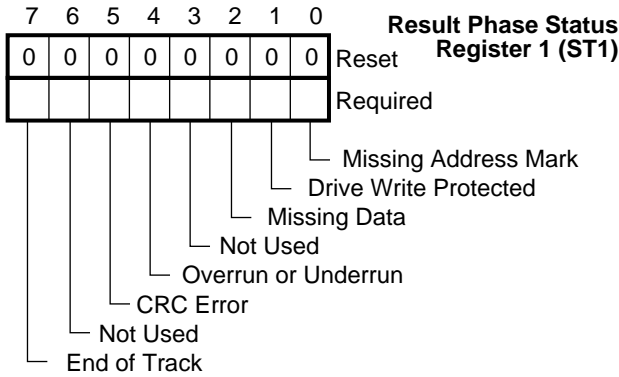 7 6 5 4 3 2 1 0
Result Phase Status
Register 1 (ST1)
0 0 0 0 0 0 0 0 Reset
Required
Missing Address Mark
Drive Write Protected
Missing Data
Not Used
Overrun or Underrun
CRC Error
Not Used
End of Track